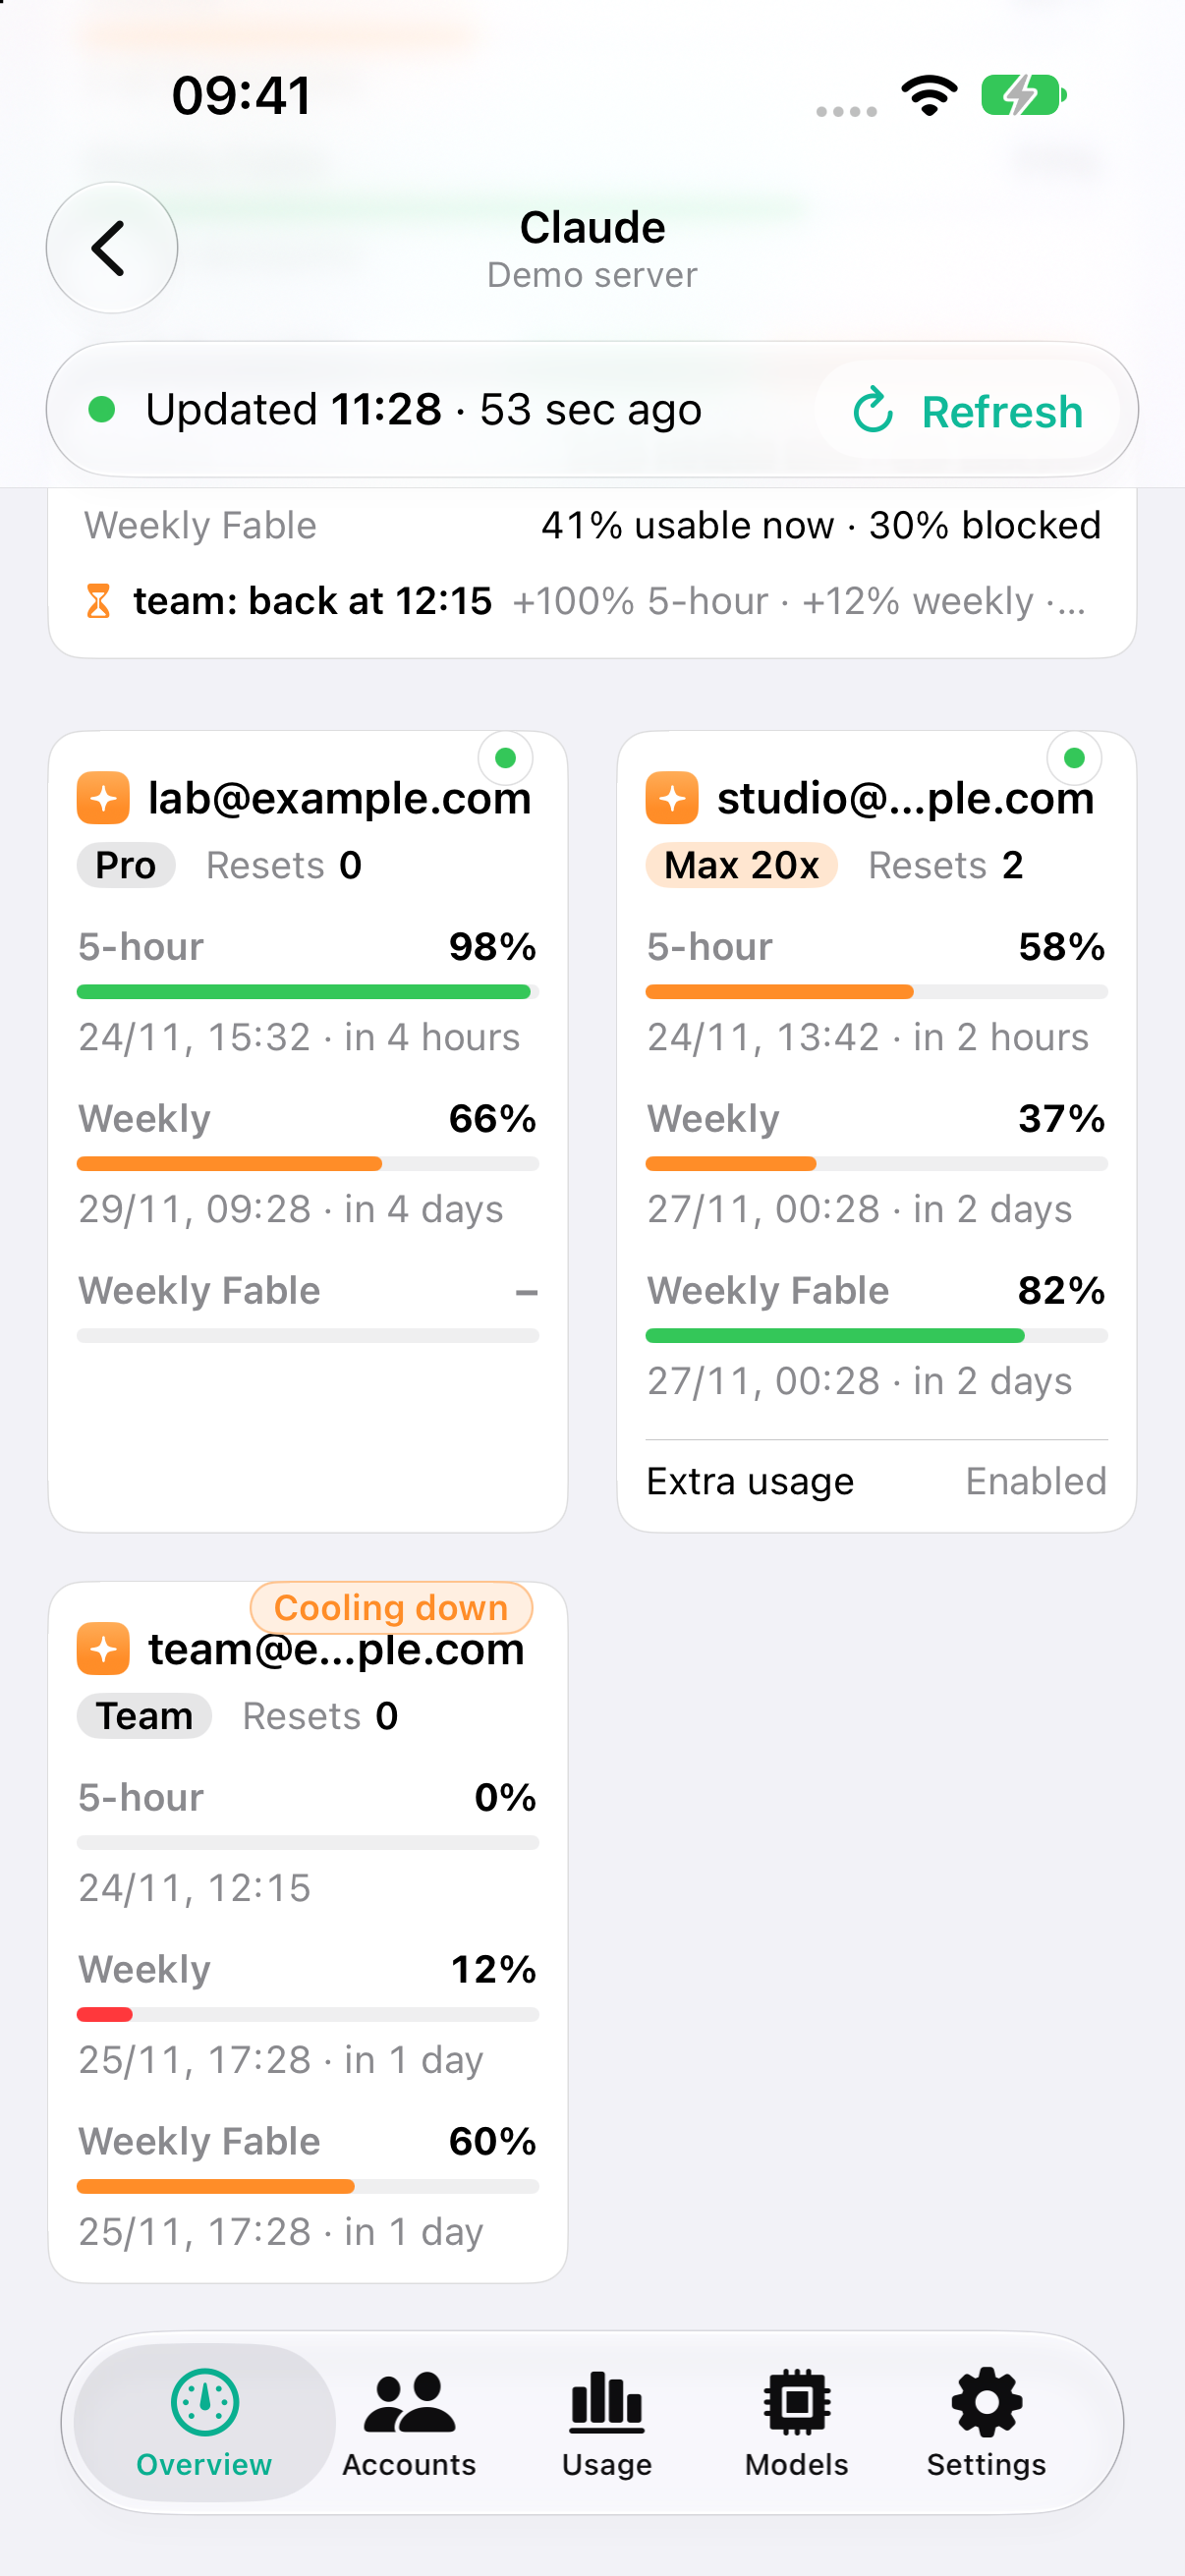 09:41
Claude
Demo server
Updated 11:28 · 53 sec ago
Refresh
Weekly Fable 41% usable now · 30% blocked
team: back at 12:15 +100% 5-hour · +12% weekly ·...
lab@example.com
Pro Resets 0
5-hour 98%
24/11, 15:32 · in 4 hours
Weekly 66%
29/11, 09:28 · in 4 days
Weekly Fable –
studio@...ple.com
Max 20x Resets 2
5-hour 58%
24/11, 13:42 · in 2 hours
Weekly 37%
27/11, 00:28 · in 2 days
Weekly Fable 82%
27/11, 00:28 · in 2 days
Extra usage Enabled
Cooling down
team@e...ple.com
Team Resets 0
5-hour 0%
24/11, 12:15
Weekly 12%
25/11, 17:28 · in 1 day
Weekly Fable 60%
25/11, 17:28 · in 1 day
Overview Accounts Usage Models Settings